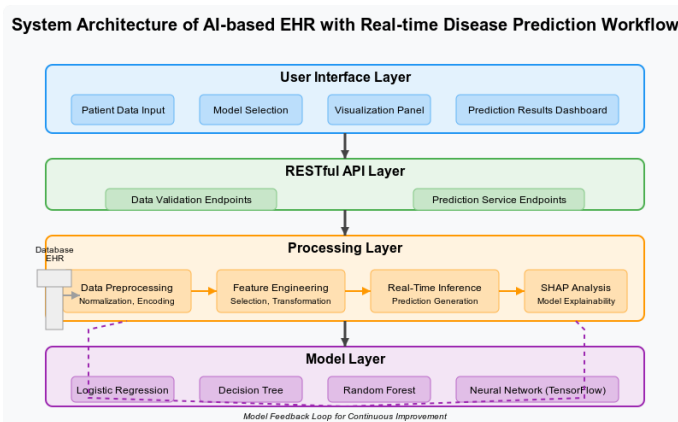 System Architecture of AI-based EHR with Real-time Disease Prediction Workflow
User Interface Layer
Patient Data Input
Model Selection
Visualization Panel
Prediction Results Dashboard
RESTful API Layer
Data Validation Endpoints
Prediction Service Endpoints
Processing Layer
Database
EHR
Data Preprocessing
Normalization, Encoding
Feature Engineering
Selection, Transformation
Real-Time Inference
Prediction Generation
SHAP Analysis
Model Explainability
Model Layer
Logistic Regression
Decision Tree
Random Forest
Neural Network (TensorFlow)
Model Feedback Loop for Continuous Improvement